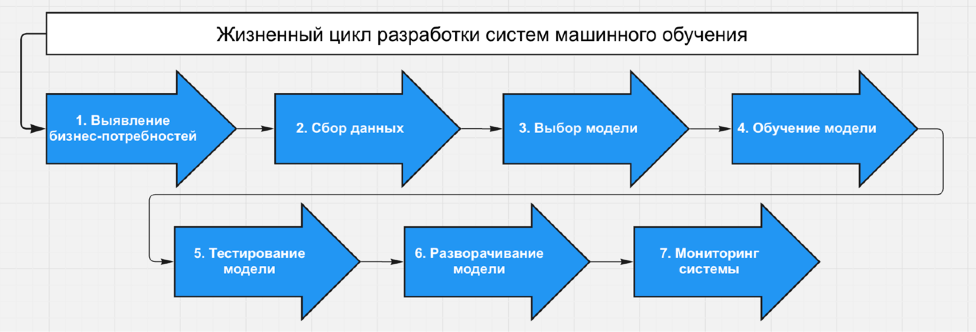 Жизненный цикл разработки систем машинного обучения
1. Выявление
бизнес-потребностей
2. Сбор данных
3. Выбор модели
4. Обучение модели
5. Тестирование
модели
6. Разворачивание
модели
7. Мониторинг
системы